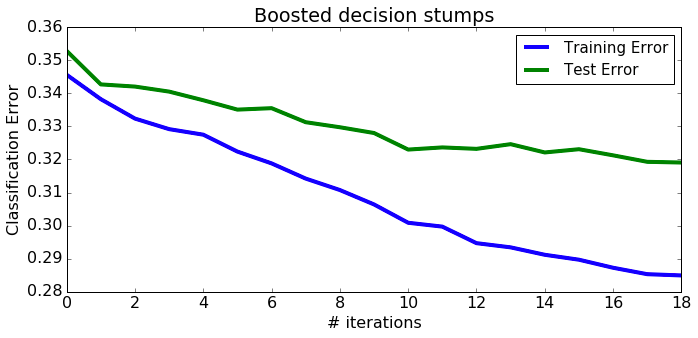 Boosted decision stumps
0.36
0.35
0.34
0.33
0.32
0.31
0.30
0.29
0.28
Classification Error
Training Error
Test Error
0 2 4 6 8 10 12 14 16 18
# iterations